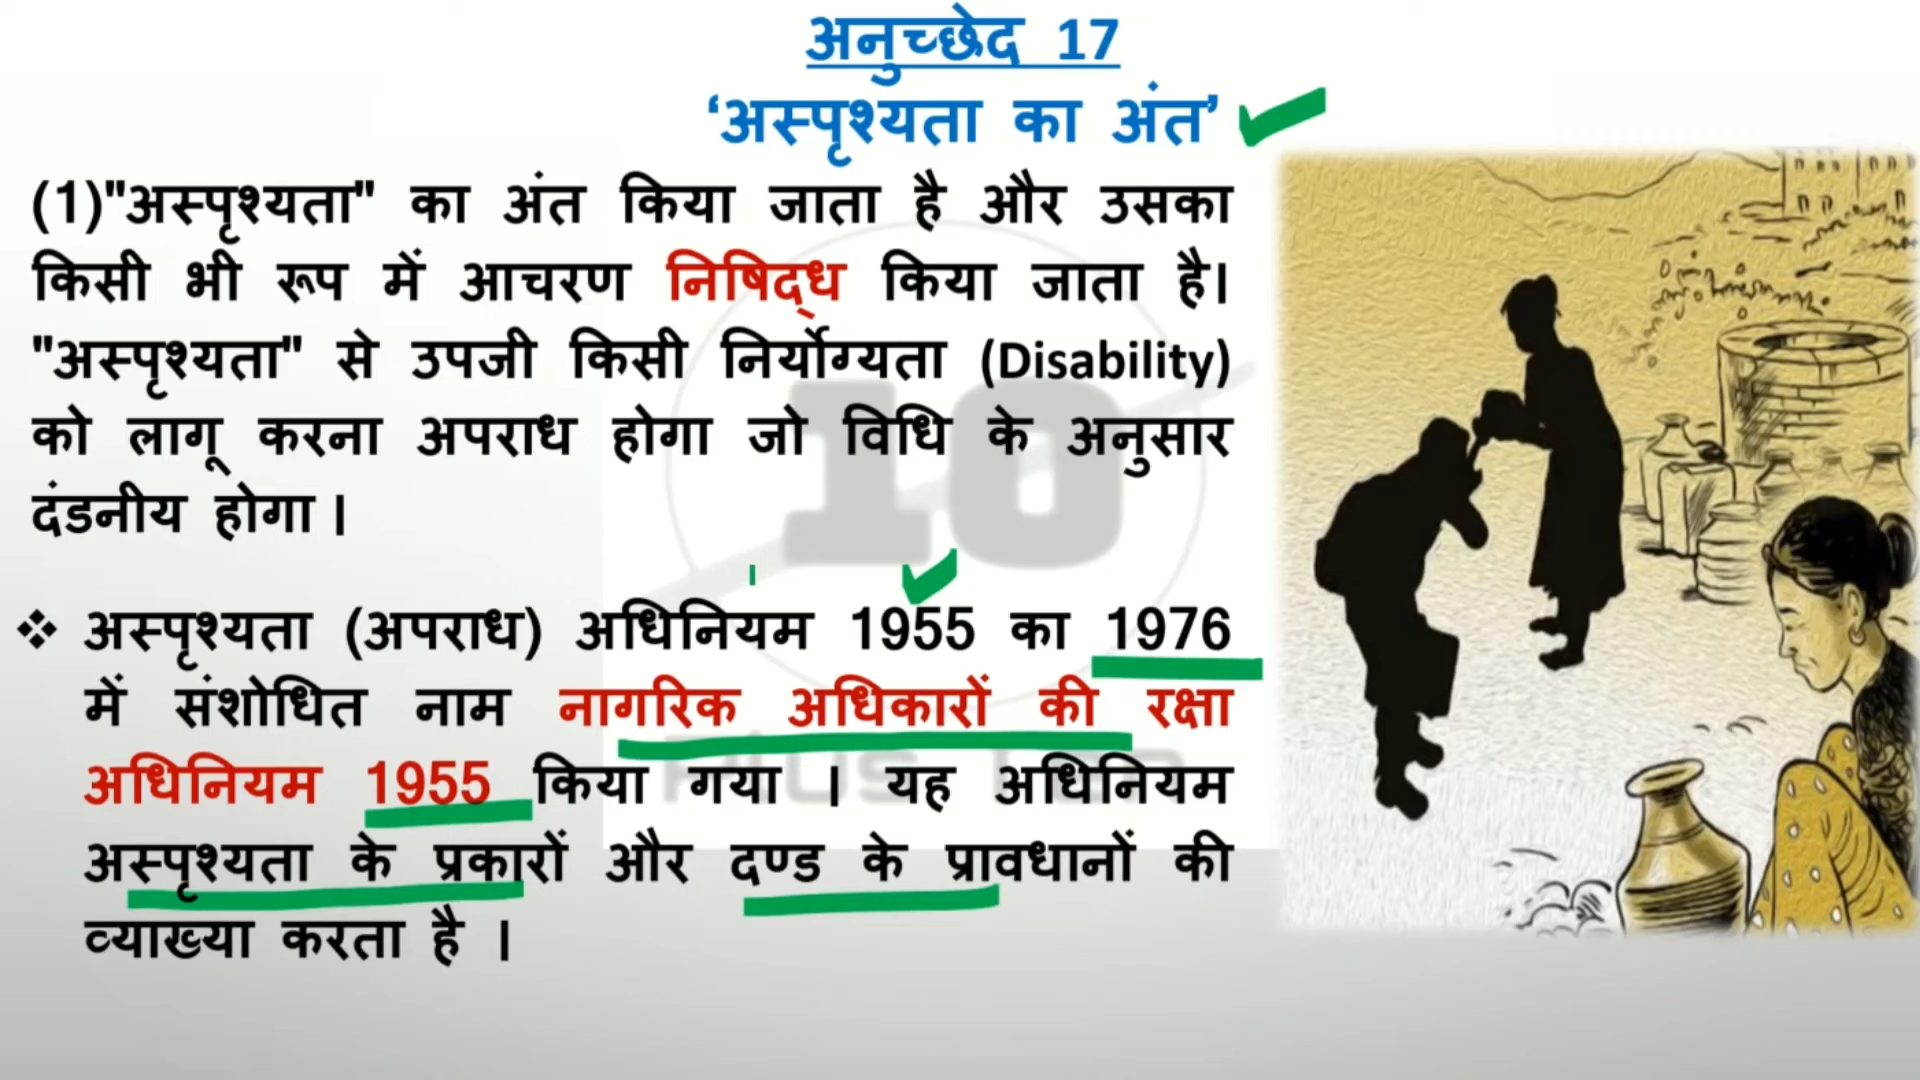 अनुच्छेद 17
‘अस्पृश्यता का अंत’
(1)"अस्पृश्यता" का अंत किया जाता है और उसका
किसी भी रूप में आचरण निषिद्ध किया जाता है।
"अस्पृश्यता" से उपजी किसी निर्योग्यता (Disability)
को लागू करना अपराध होगा जो विधि के अनुसार
दंडनीय होगा ।
❖ अस्पृश्यता (अपराध) अधिनियम 1955 का 1976
में संशोधित नाम नागरिक अधिकारों की रक्षा
अधिनियम 1955 किया गया । यह अधिनियम
अस्पृश्यता के प्रकारों और दण्ड के प्रावधानों की
व्याख्या करता है ।
10